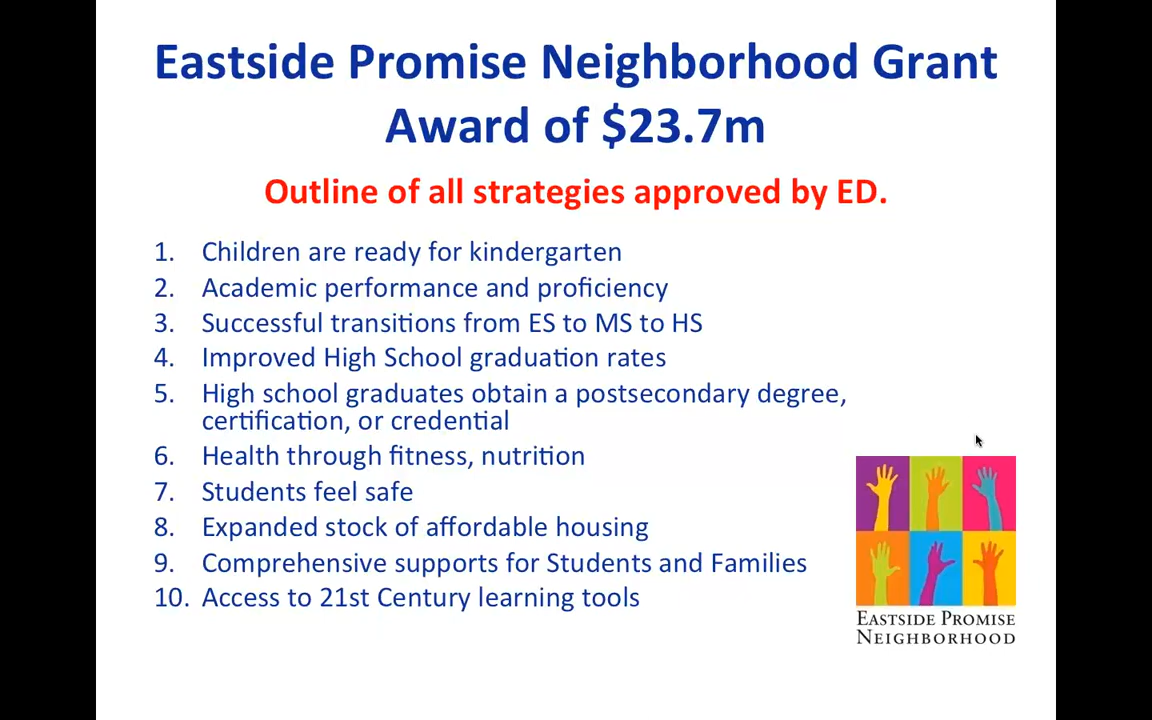 Eastside Promise Neighborhood Grant
Award of $23.7m
Outline of all strategies approved by ED.
1. Children are ready for kindergarten
2. Academic performance and proficiency
3. Successful transitions from ES to MS to HS
4. Improved High School graduation rates
5. High school graduates obtain a postsecondary degree,
certification, or credential
6. Health through fitness, nutrition
7. Students feel safe
8. Expanded stock of affordable housing
9. Comprehensive supports for Students and Families
10. Access to 21st Century learning tools
EASTSIDE PROMISE
NEIGHBORHOOD